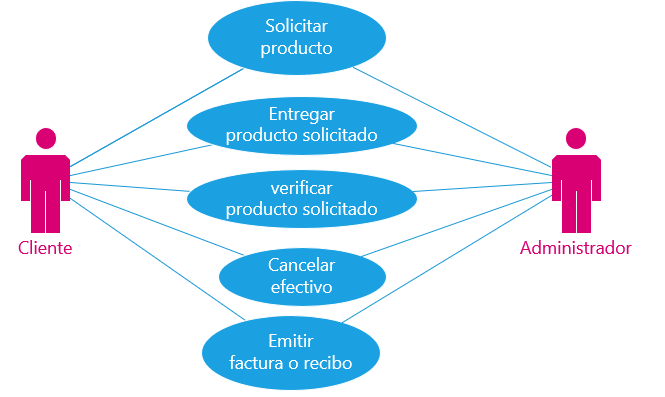 Solicitar
producto
Entregar
producto solicitado
verificar
producto solicitado
Cliente
Administrador
Cancelar
efectivo
Emitir
factura o recibo